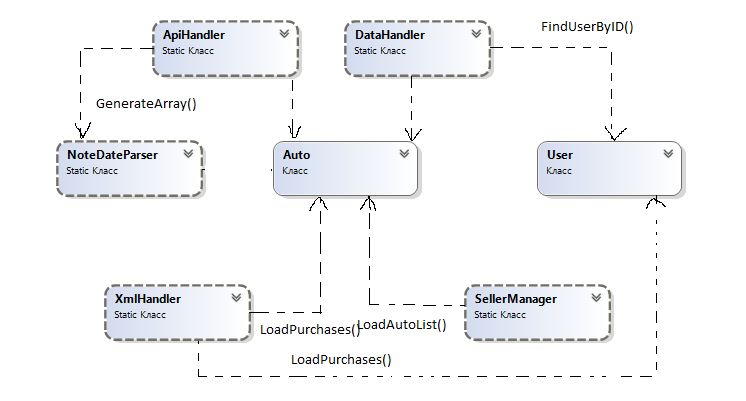 ApiHandler
Static Класс
DataHandler
Static Класс
FindUserByID()
GenerateArray()
NoteDateParser
Static Класс
Auto
Класс
User
Класс
XmlHandler
Static Класс
SellerManager
Static Класс
LoadPurchases()
LoadAutoList()
LoadPurchases()